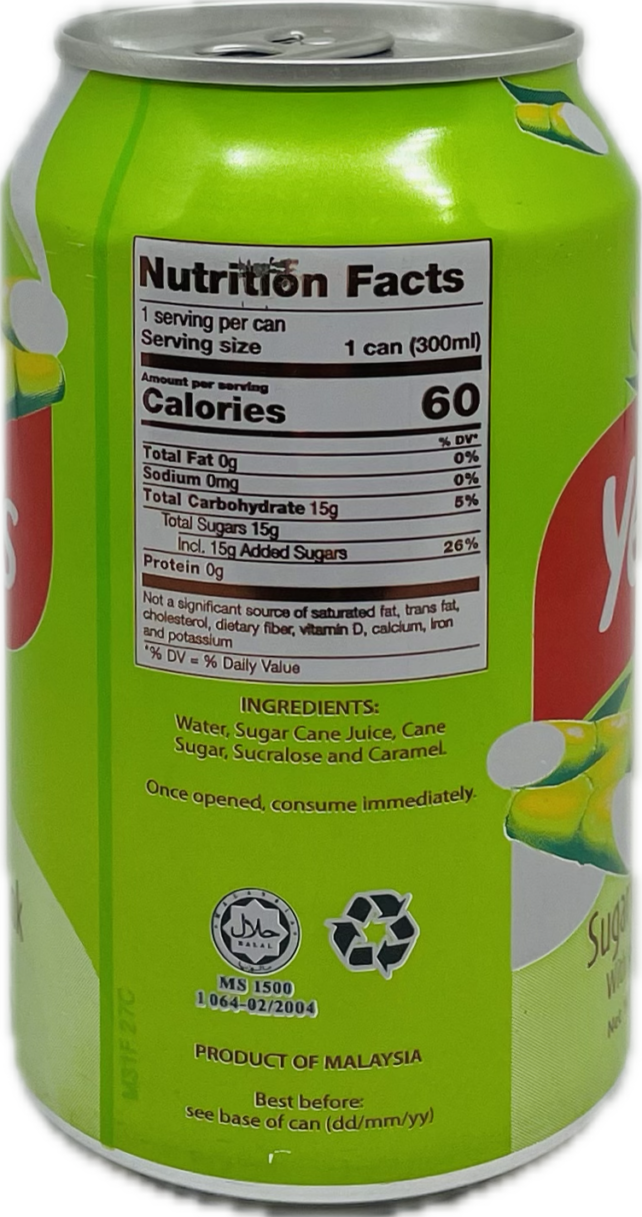 Nutrition Facts
1 serving per can
Serving size 1 can (300ml)
Amount per serving
Calories 60
% DV*
Total Fat 0g 0%
Sodium 0mg 0%
Total Carbohydrate 15g 5%
Total Sugars 15g
Incl. 15g Added Sugars 26%
Protein 0g
Not a significant source of saturated fat, trans fat,
cholesterol, dietary fiber, vitamin D, calcium, iron
and potassium
*% DV = % Daily Value
INGREDIENTS:
Water, Sugar Cane Juice, Cane
Sugar, Sucralose and Caramel.
Once opened, consume immediately.
حلال
HALAL
MS 1500
1 064-02/2004
M31F 27C
PRODUCT OF MALAYSIA
Best before:
see base of can (dd/mm/yy)